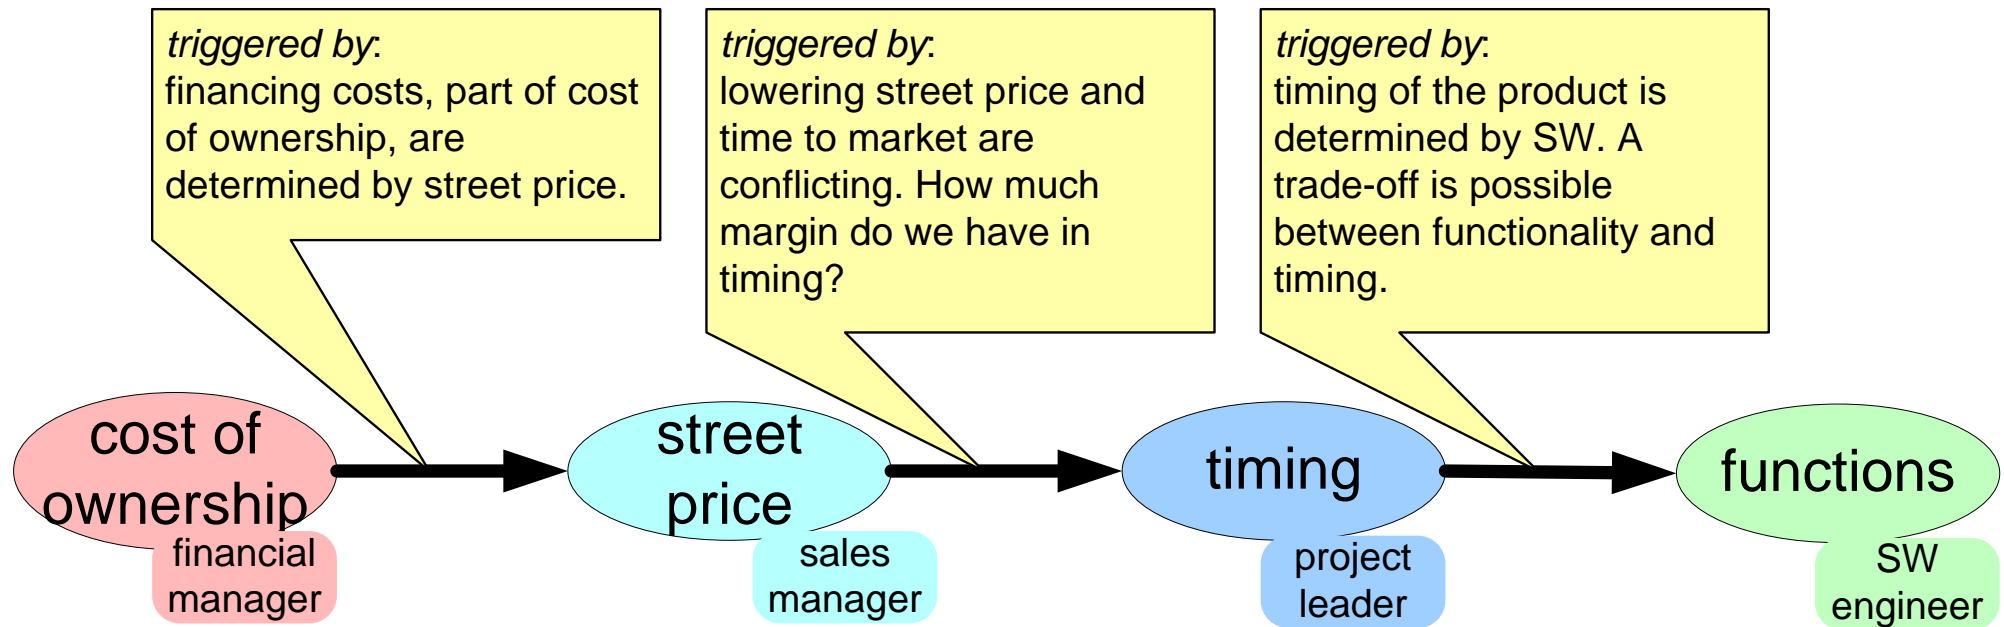 triggered by:
financing costs, part of cost
of ownership, are
determined by street price.
triggered by:
lowering street price and
time to market are
conflicting. How much
margin do we have in
timing?
triggered by:
timing of the product is
determined by SW. A
trade-off is possible
between functionality and
timing.
cost of
ownership
financial
manager
street
price
sales
manager
timing
project
leader
functions
SW
engineer